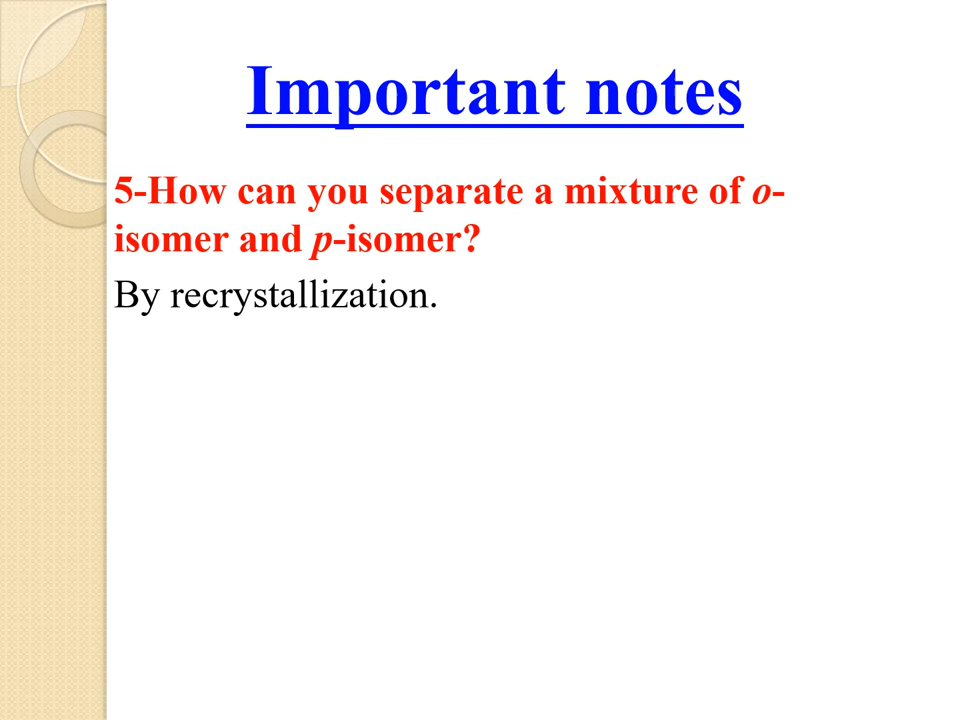 Important notes
5-How can you separate a mixture of o-
isomer and p-isomer?
By recrystallization.